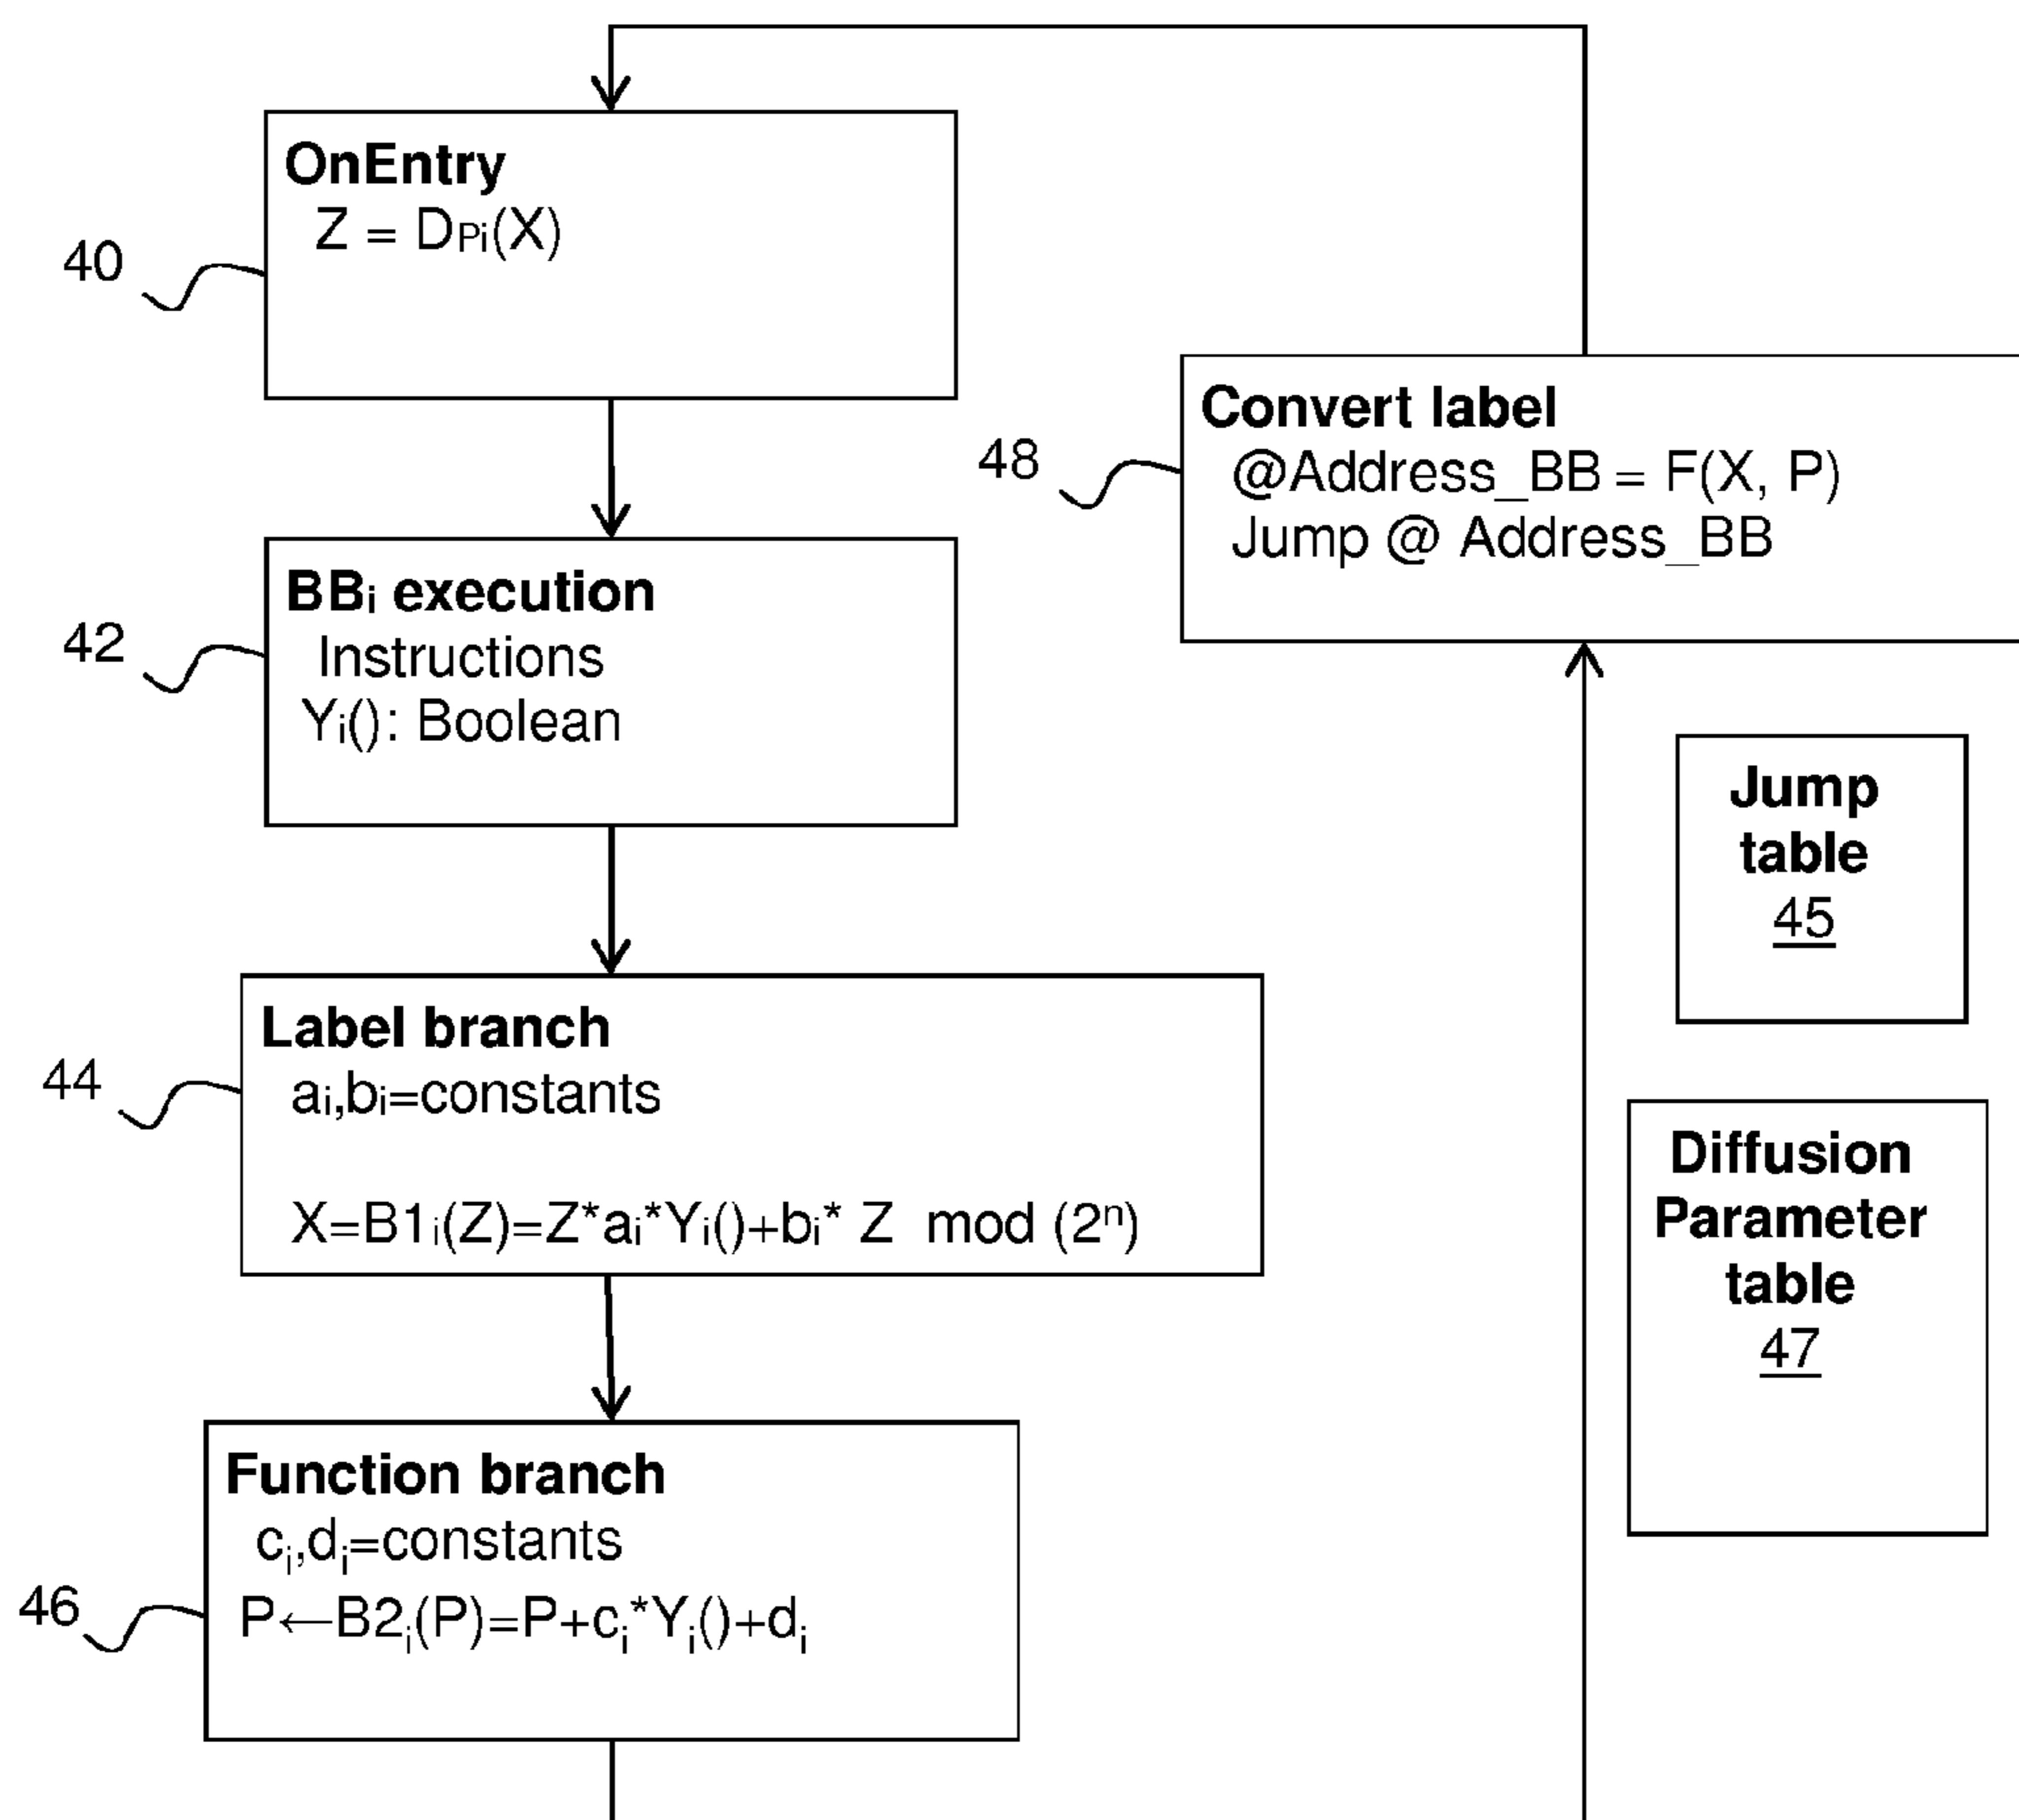 OnEntry
Z = DPi(X)
40
BBi execution
Instructions
Yi(): Boolean
42
Label branch
ai,bi=constants
X=B1i(Z)=Z*ai*Yi()+bi* Z mod (2ⁿ)
44
Function branch
ci,di=constants
P←B2i(P)=P+ci*Yi()+di
46
Convert label
@Address_BB = F(X, P)
Jump @ Address_BB
48
Jump
table
45
Diffusion
Parameter
table
47